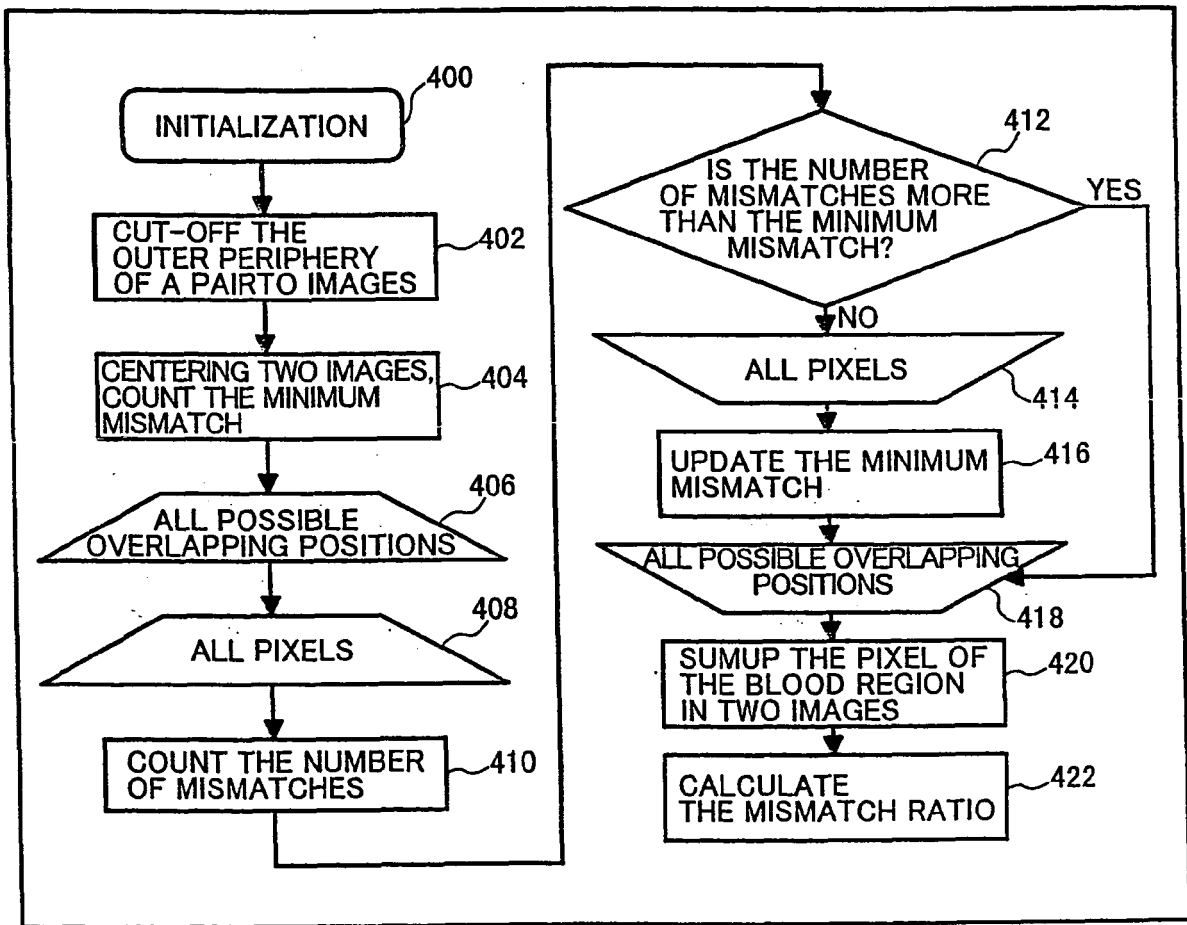 400
INITIALIZATION
CUT-OFF THE
OUTER PERIPHERY
OF A PAIRTO IMAGES
402
CENTERING TWO IMAGES,
COUNT THE MINIMUM
MISMATCH
404
406
ALL POSSIBLE
OVERLAPPING POSITIONS
408
ALL PIXELS
COUNT THE NUMBER
OF MISMATCHES
410
412
IS THE NUMBER
OF MISMATCHES MORE
THAN THE MINIMUM
MISMATCH?
YES
NO
ALL PIXELS
414
UPDATE THE MINIMUM
MISMATCH
416
ALL POSSIBLE OVERLAPPING
POSITIONS
418
SUMUP THE PIXEL OF
THE BLOOD REGION
IN TWO IMAGES
420
CALCULATE
THE MISMATCH RATIO
422